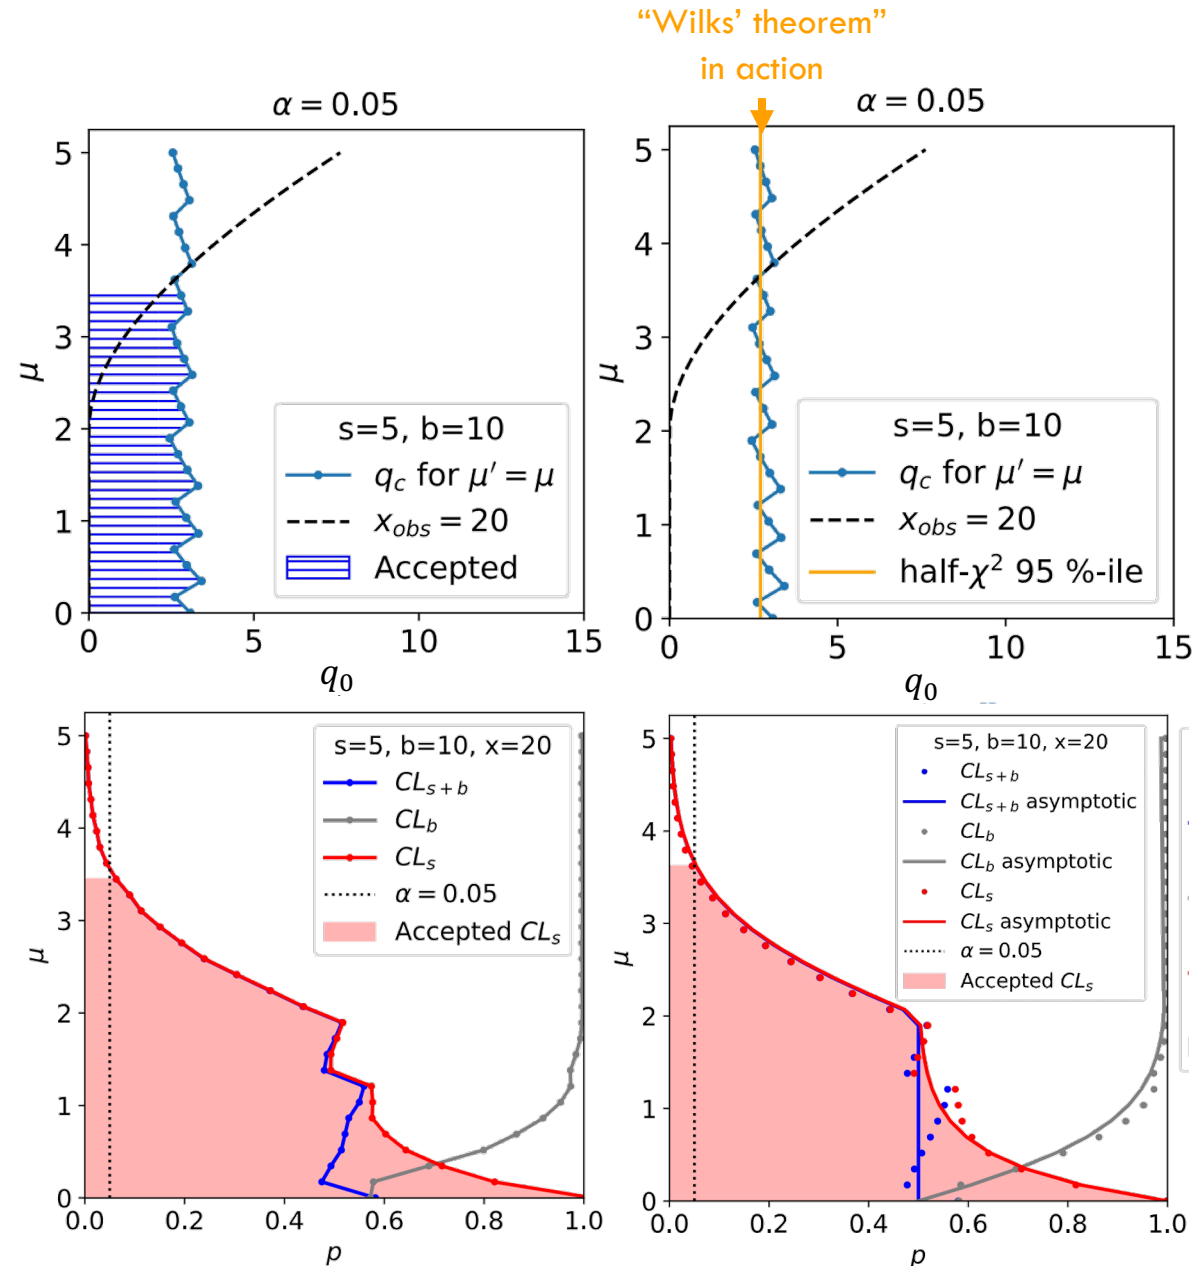 “Wilks’ theorem”
in action
α = 0.05
5
4
3
2
1
0
μ
0
5
10
15
q₀
s=5, b=10
q_c for μ′ = μ
x_obs = 20
Accepted
α = 0.05
5
4
3
2
1
0
μ
0
5
10
15
q₀
s=5, b=10
q_c for μ′ = μ
x_obs = 20
half-χ² 95 %-ile
5
4
3
2
1
0
μ
0.0
0.2
0.4
0.6
0.8
1.0
p
s=5, b=10, x=20
CL_{s+b}
CL_b
CL_s
α = 0.05
Accepted CL_s
5
4
3
2
1
0
μ
0.0
0.2
0.4
0.6
0.8
1.0
p
s=5, b=10, x=20
CL_{s+b}
CL_{s+b} asymptotic
CL_b
CL_b asymptotic
CL_s
CL_s asymptotic
α = 0.05
Accepted CL_s